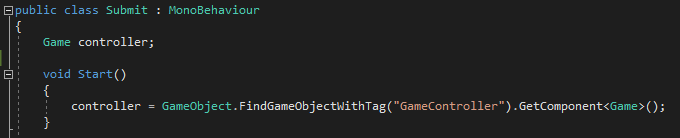 public class Submit : MonoBehaviour
{
Game controller;
void Start()
{
controller = GameObject.FindGameObjectWithTag("GameController").GetComponent<Game>();
}